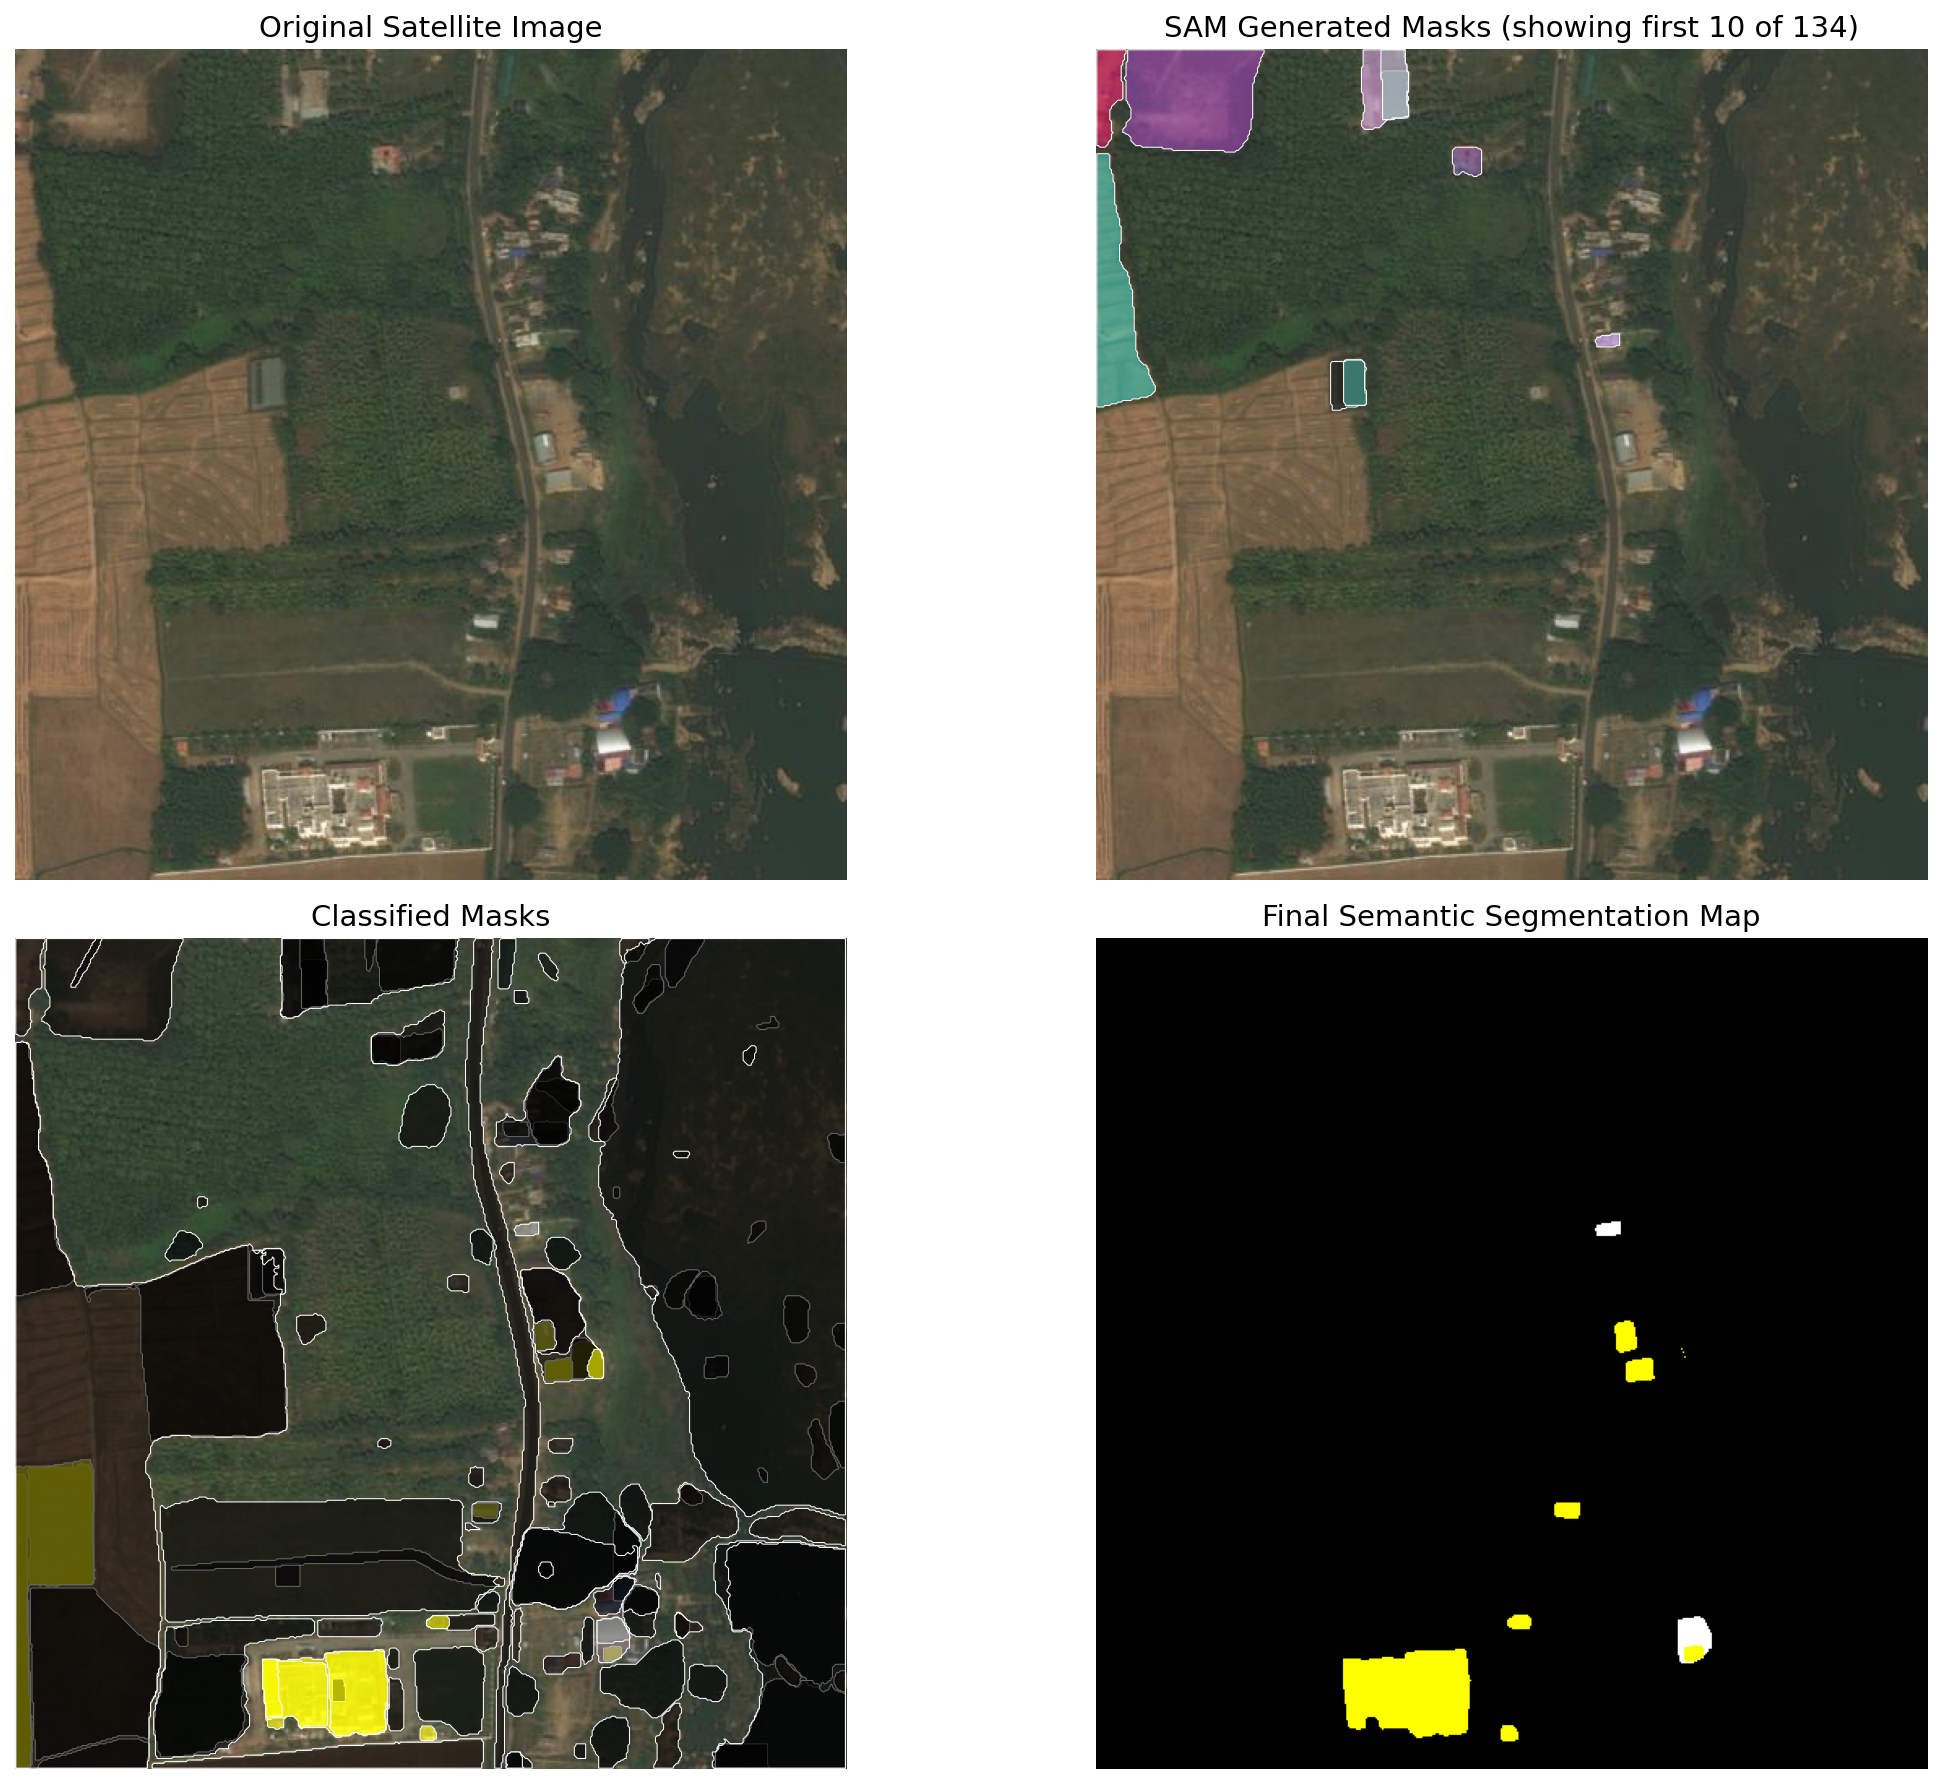 Original Satellite Image
SAM Generated Masks (showing first 10 of 134)
Classified Masks
Final Semantic Segmentation Map